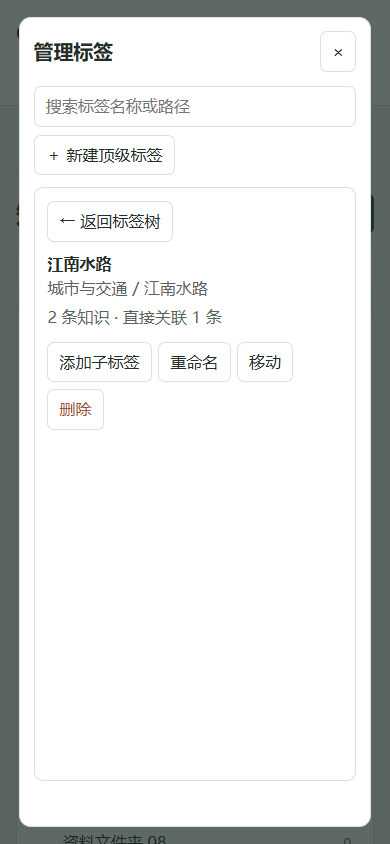 管理标签
×
搜索标签名称或路径
+ 新建顶级标签
← 返回标签树
江南水路
城市与交通 / 江南水路
2 条知识 · 直接关联 1 条
添加子标签 重命名 移动
删除
资料文件夹 08 0